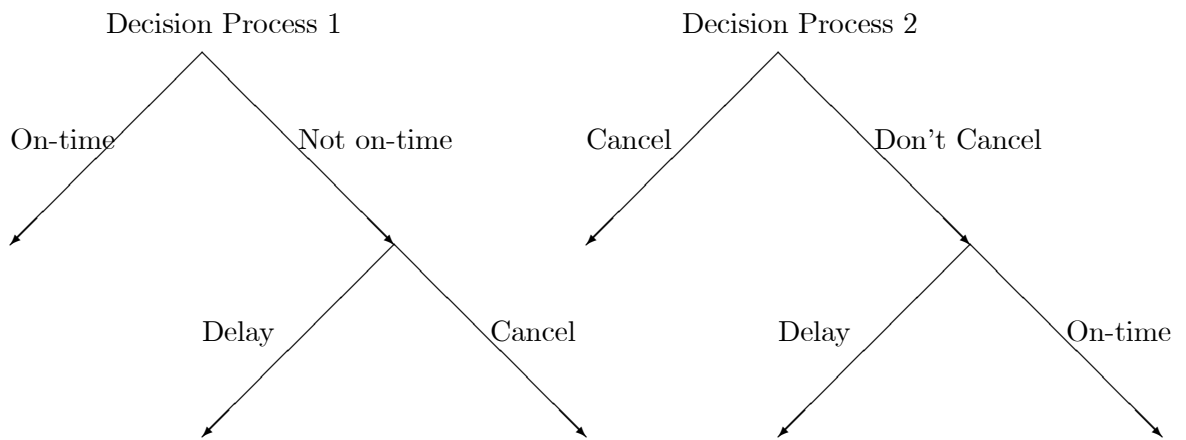 Decision Process 1
On-time
Not on-time
Delay
Cancel
Decision Process 2
Cancel
Don't Cancel
Delay
On-time